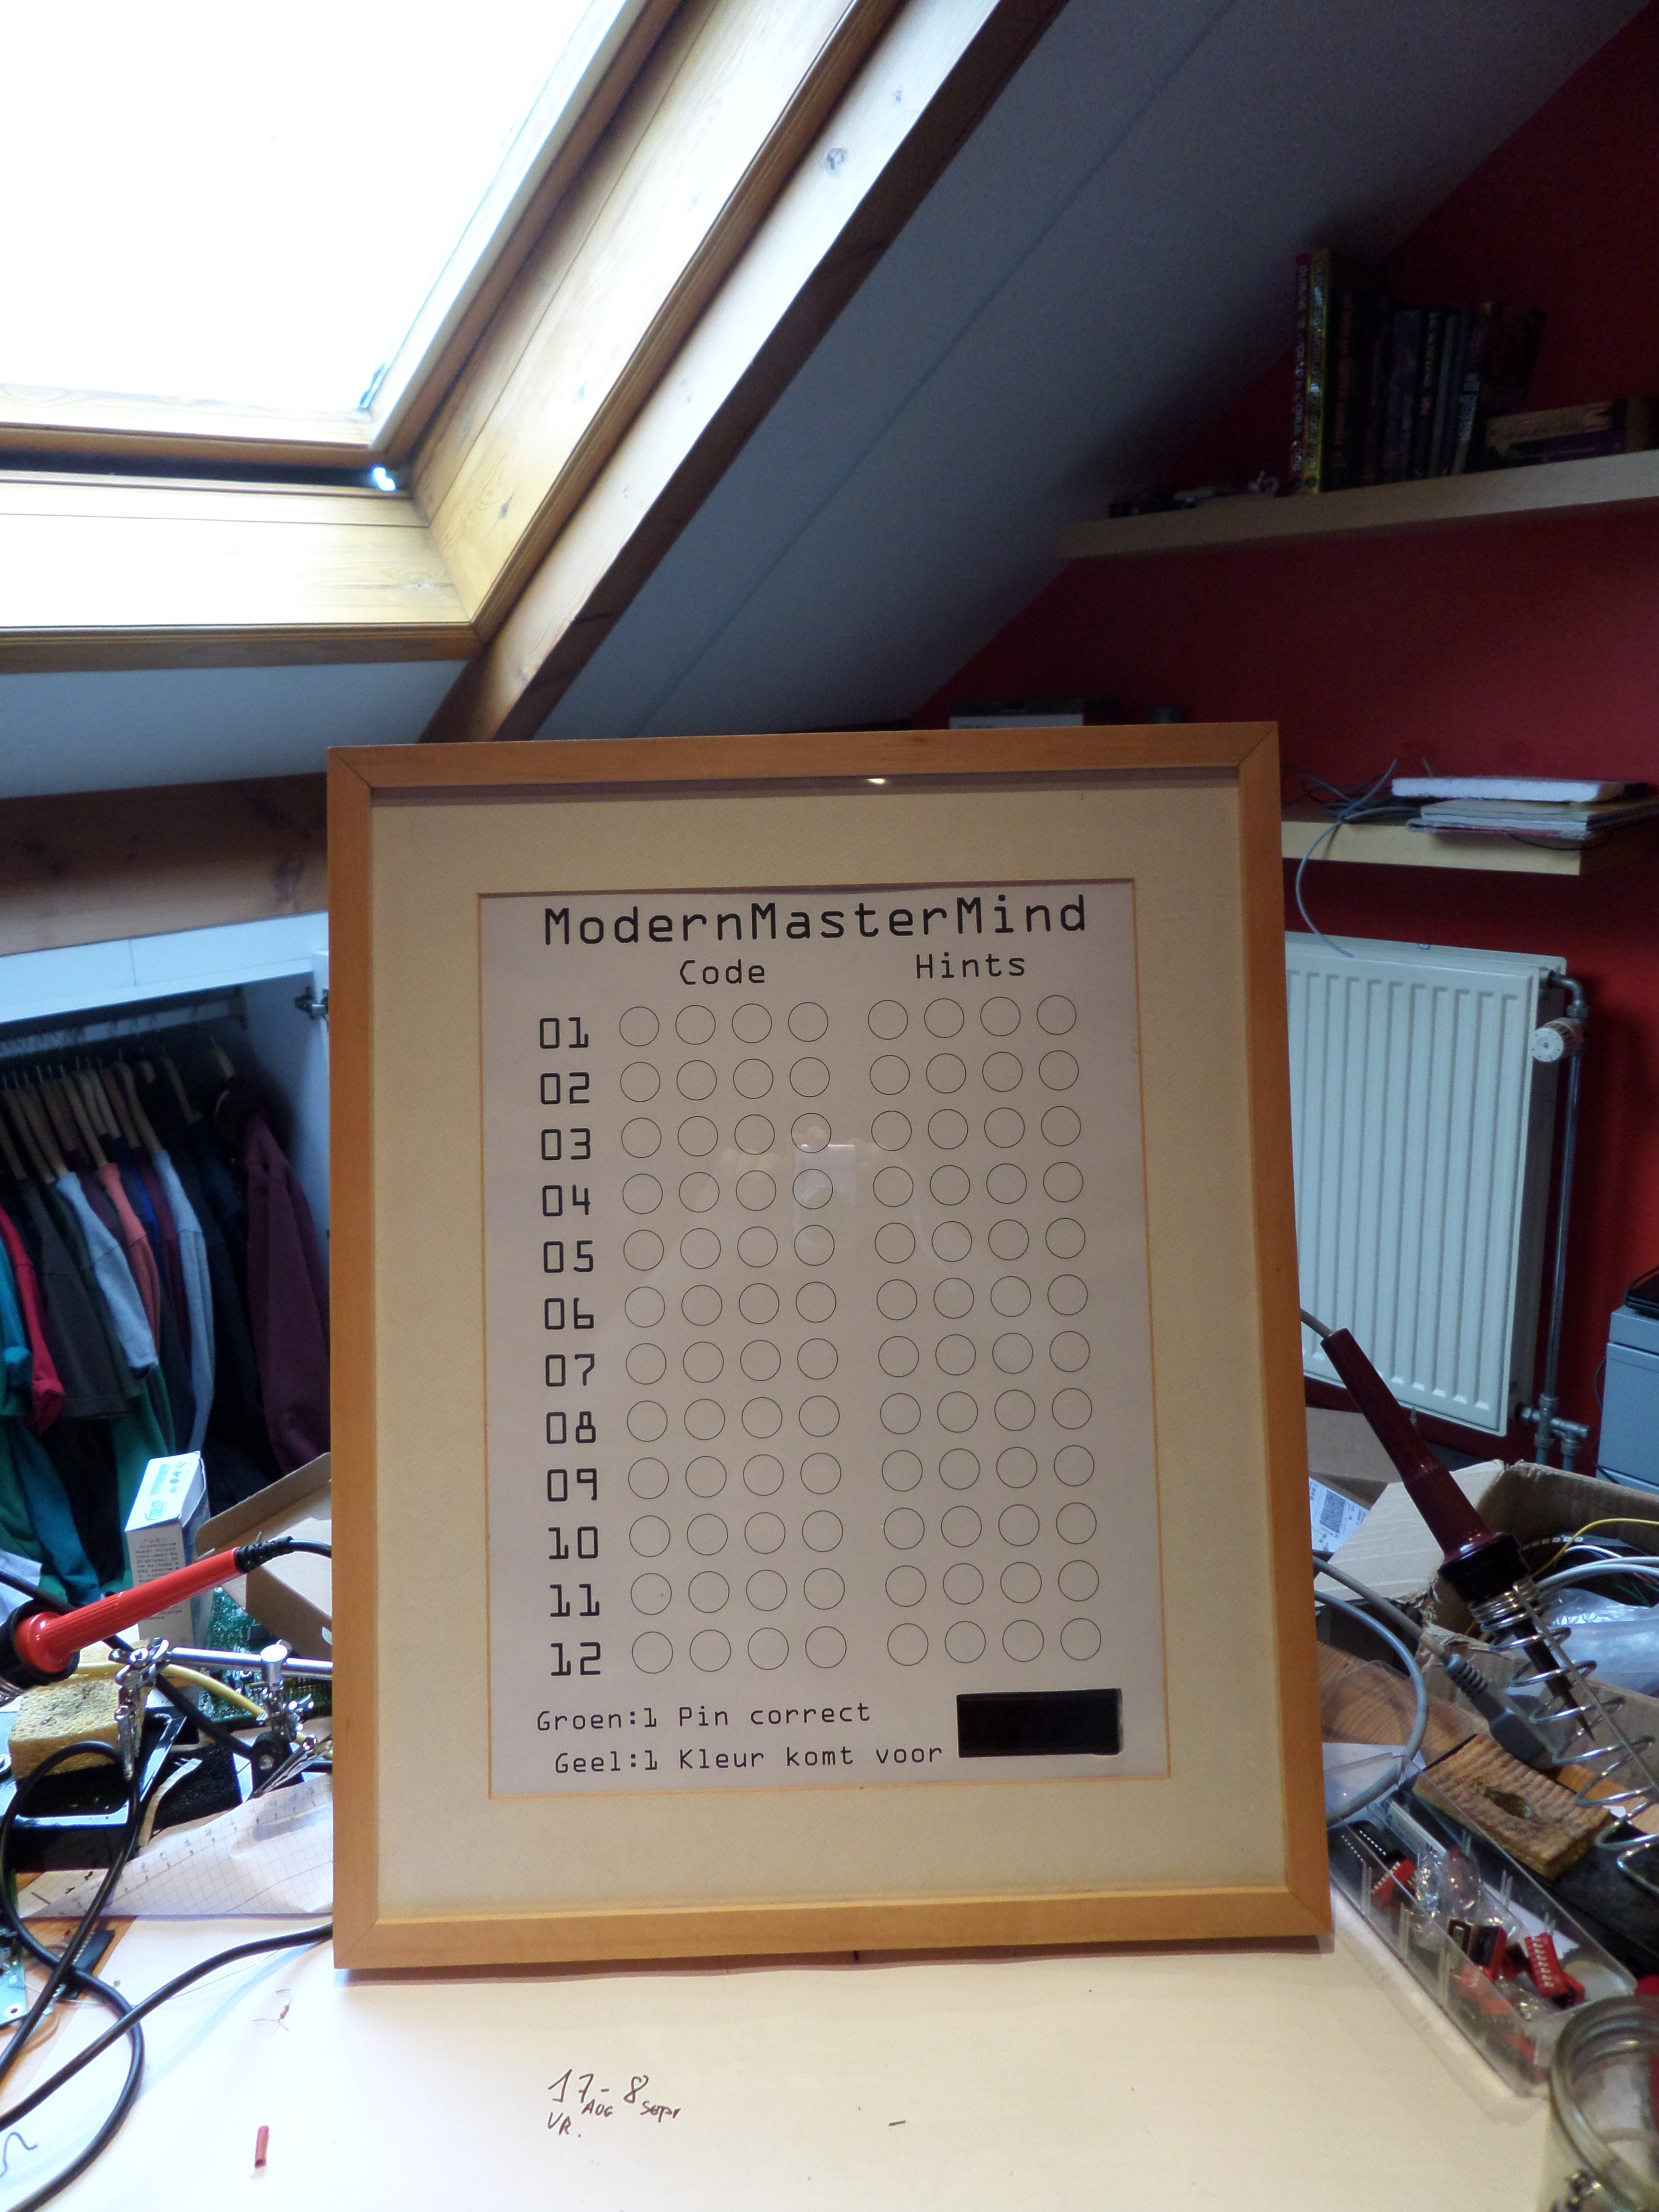 ModernMasterMind
Code Hints
01
02
03
04
05
06
07
08
09
10
11
12
Groen:1 Pin correct
Geel:1 Kleur komt voor
17-8
AUG sept
VR.